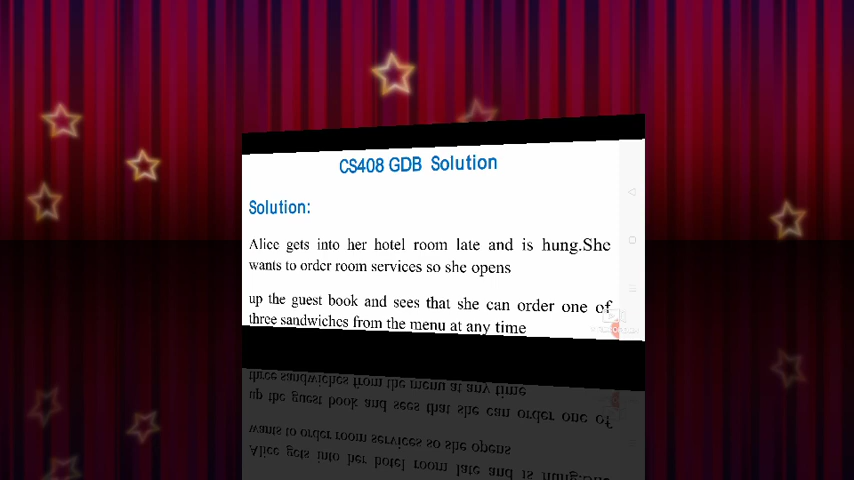 CS408 GDB Solution
Solution:
Alice gets into her hotel room late and is hung.She
wants to order room services so she opens
up the guest book and sees that she can order one of
three sandwiches from the menu at any time